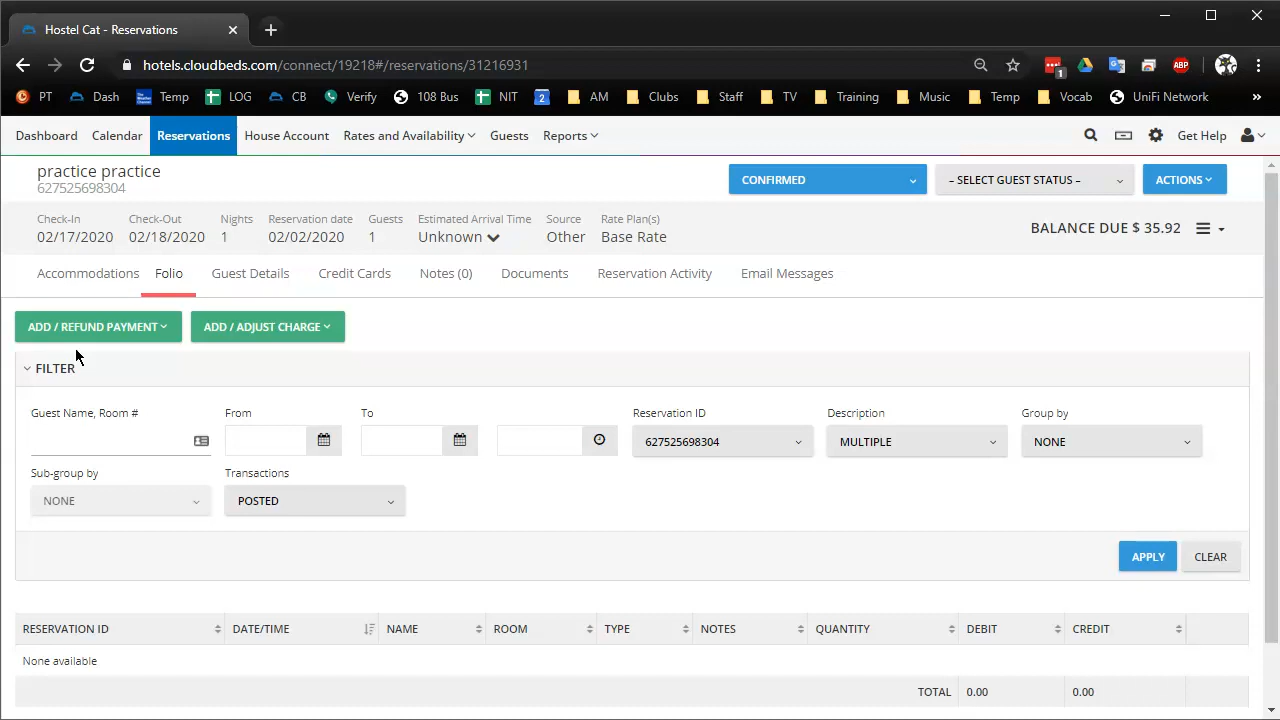 Hostel Cat - Reservations
hotels.cloudbeds.com/connect/19218#/reservations/31216931
1
ABP
PT Dash Temp LOG CB Verify 108 Bus NIT 2 AM Clubs Staff TV Training Music Temp Vocab UniFi Network »
Dashboard Calendar Reservations House Account Rates and Availability Guests Reports Get Help
practice practice
627525698304
CONFIRMED – SELECT GUEST STATUS – ACTIONS
Check-In Check-Out Nights Reservation date Guests Estimated Arrival Time Source Rate Plan(s)
02/17/2020 02/18/2020 1 02/02/2020 1 Unknown Other Base Rate
BALANCE DUE $ 35.92
Accommodations Folio Guest Details Credit Cards Notes (0) Documents Reservation Activity Email Messages
ADD / REFUND PAYMENT ADD / ADJUST CHARGE
FILTER
Guest Name, Room # From To Reservation ID Description Group by
627525698304 MULTIPLE NONE
Sub-group by Transactions
NONE POSTED
APPLY CLEAR
RESERVATION ID DATE/TIME NAME ROOM TYPE NOTES QUANTITY DEBIT CREDIT
None available
TOTAL 0.00 0.00